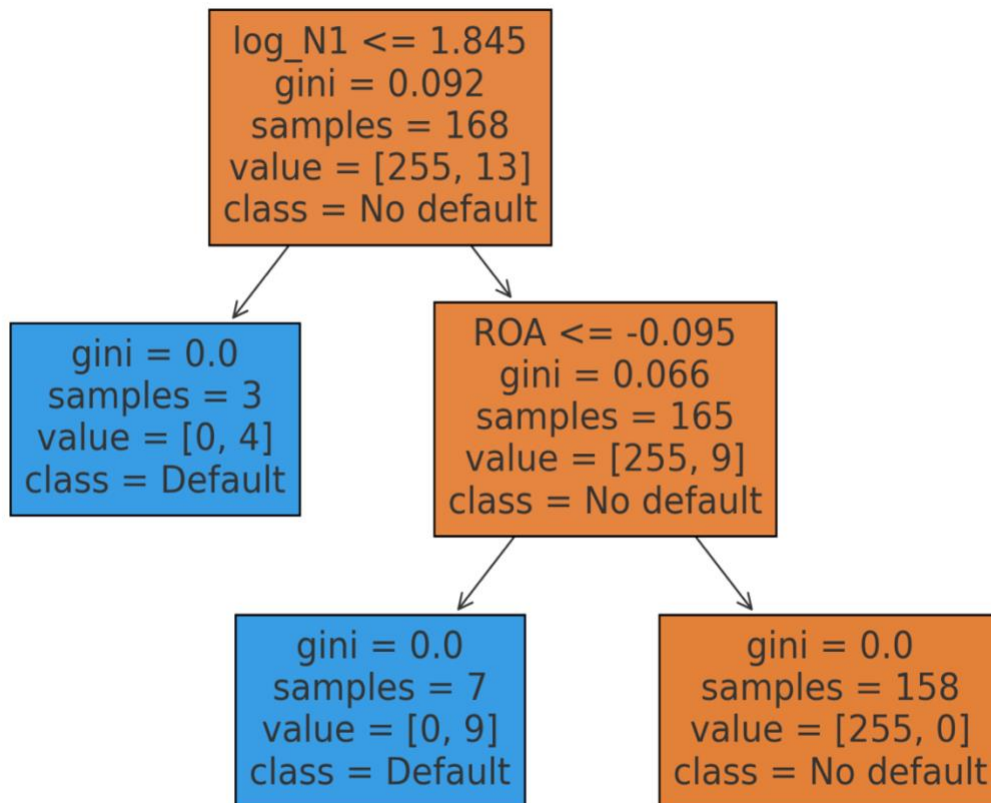 log_N1 <= 1.845
gini = 0.092
samples = 168
value = [255, 13]
class = No default
gini = 0.0
samples = 3
value = [0, 4]
class = Default
ROA <= -0.095
gini = 0.066
samples = 165
value = [255, 9]
class = No default
gini = 0.0
samples = 7
value = [0, 9]
class = Default
gini = 0.0
samples = 158
value = [255, 0]
class = No default